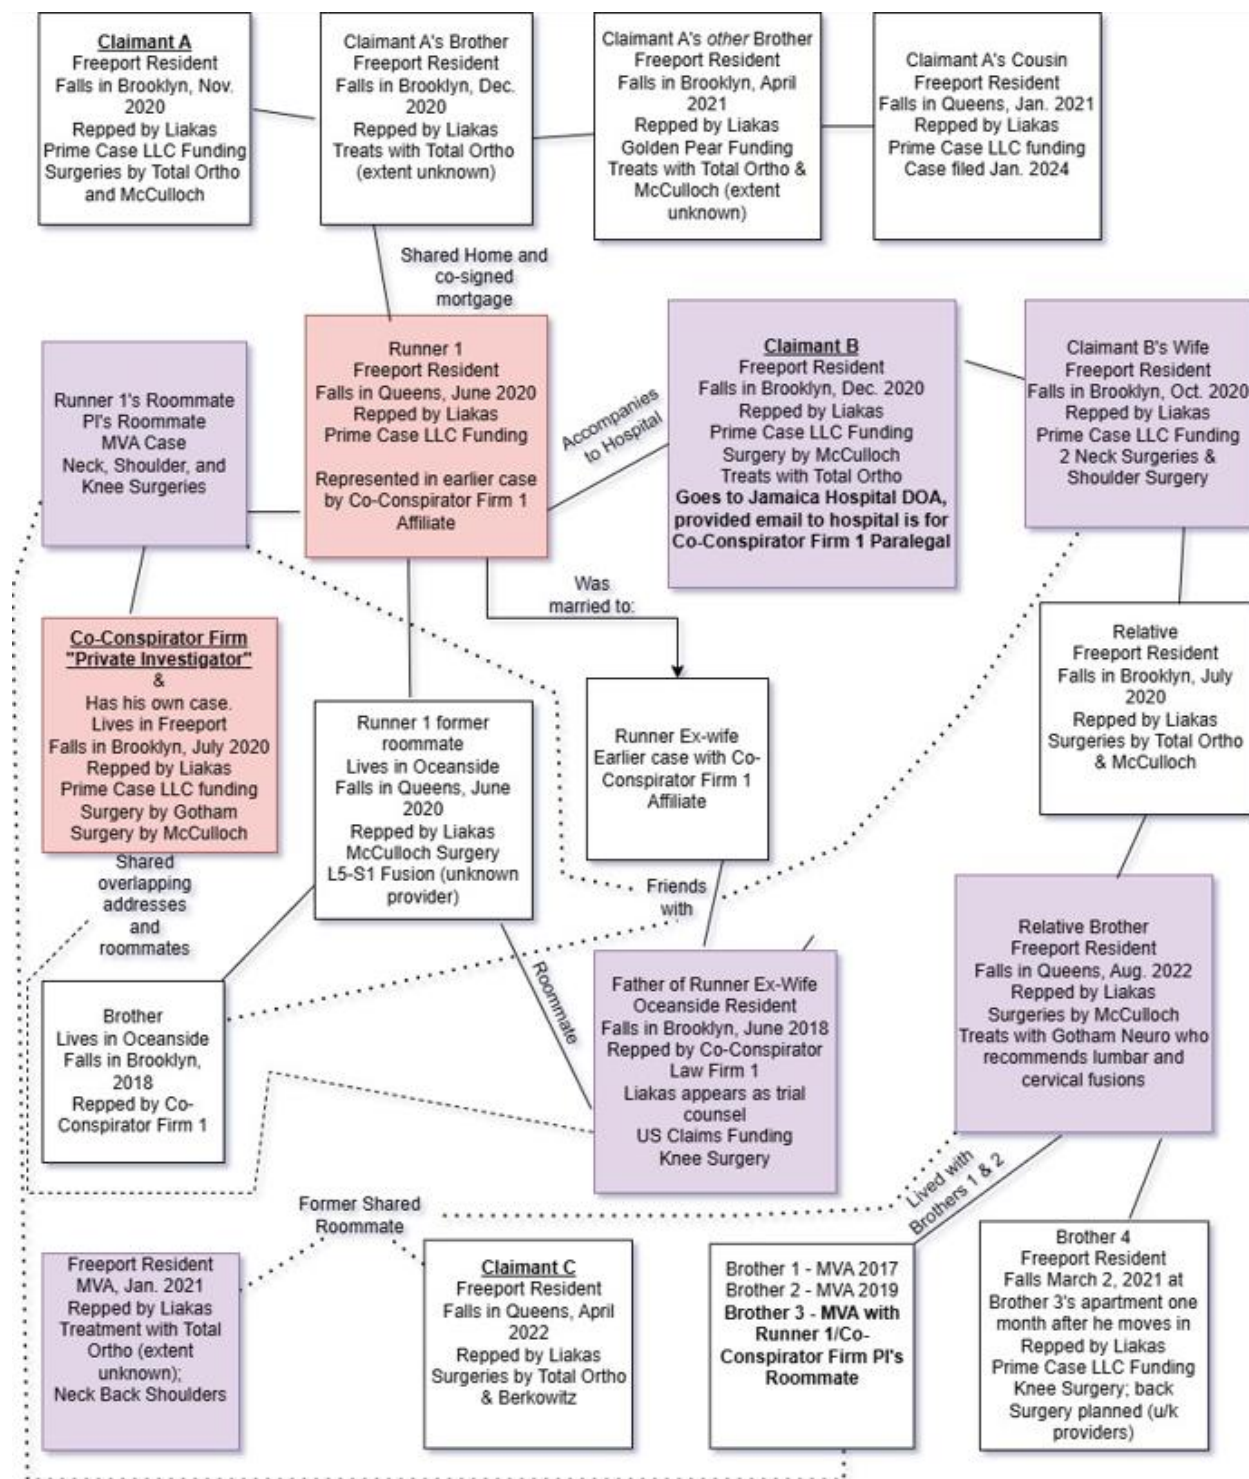 Claimant A
Freeport Resident
Falls in Brooklyn, Nov.
2020
Repped by Liakas
Prime Case LLC Funding
Surgeries by Total Ortho
and McCulloch
Claimant A's Brother
Freeport Resident
Falls in Brooklyn, Dec.
2020
Repped by Liakas
Treats with Total Ortho
(extent unknown)
Claimant A's other Brother
Freeport Resident
Falls in Brooklyn, April
2021
Repped by Liakas
Golden Pear Funding
Treats with Total Ortho &
McCulloch (extent
unknown)
Claimant A's Cousin
Freeport Resident
Falls in Queens, Jan. 2021
Repped by Liakas
Prime Case LLC funding
Case filed Jan. 2024
Shared Home and
co-signed
mortgage
Runner 1's Roommate
PI's Roommate
MVA Case
Neck, Shoulder, and
Knee Surgeries
Runner 1
Freeport Resident
Falls in Queens, June 2020
Repped by Liakas
Prime Case LLC Funding
Represented in earlier case
by Co-Conspirator Firm 1
Affiliate
Accompanies
to Hospital
Claimant B
Freeport Resident
Falls in Brooklyn, Dec. 2020
Repped by Liakas
Prime Case LLC Funding
Surgery by McCulloch
Treats with Total Ortho
Goes to Jamaica Hospital DOA,
provided email to hospital is for
Co-Conspirator Firm 1 Paralegal
Claimant B's Wife
Freeport Resident
Falls in Brooklyn, Oct. 2020
Repped by Liakas
Prime Case LLC Funding
2 Neck Surgeries &
Shoulder Surgery
Was
married to:
Co-Conspirator Firm
"Private Investigator"
&
Has his own case.
Lives in Freeport
Falls in Brooklyn, July 2020
Repped by Liakas
Prime Case LLC funding
Surgery by Gotham
Surgery by McCulloch
Runner 1 former
roommate
Lives in Oceanside
Falls in Queens, June
2020
Repped by Liakas
McCulloch Surgery
L5-S1 Fusion (unknown
provider)
Runner Ex-wife
Earlier case with Co-
Conspirator Firm 1
Affiliate
Relative
Freeport Resident
Falls in Brooklyn, July
2020
Repped by Liakas
Surgeries by Total Ortho
& McCulloch
Shared
overlapping
addresses
and
roommates
Friends
with
Roommate
Brother
Lives in Oceanside
Falls in Brooklyn,
2018
Repped by Co-
Conspirator Firm 1
Father of Runner Ex-Wife
Oceanside Resident
Falls in Brooklyn, June 2018
Repped by Co-Conspirator
Law Firm 1
Liakas appears as trial
counsel
US Claims Funding
Knee Surgery
Relative Brother
Freeport Resident
Falls in Queens, Aug. 2022
Repped by Liakas
Surgeries by McCulloch
Treats with Gotham Neuro who
recommends lumbar and
cervical fusions
Former Shared
Roommate
Lived with
Brothers 1 & 2
Freeport Resident
MVA, Jan. 2021
Repped by Liakas
Treatment with Total
Ortho (extent
unknown);
Neck Back Shoulders
Claimant C
Freeport Resident
Falls in Queens, April
2022
Repped by Liakas
Surgeries by Total Ortho
& Berkowitz
Brother 1 - MVA 2017
Brother 2 - MVA 2019
Brother 3 - MVA with
Runner 1/Co-
Conspirator Firm PI's
Roommate
Brother 4
Freeport Resident
Falls March 2, 2021 at
Brother 3's apartment one
month after he moves in
Repped by Liakas
Prime Case LLC Funding
Knee Surgery; back
Surgery planned (u/k
providers)